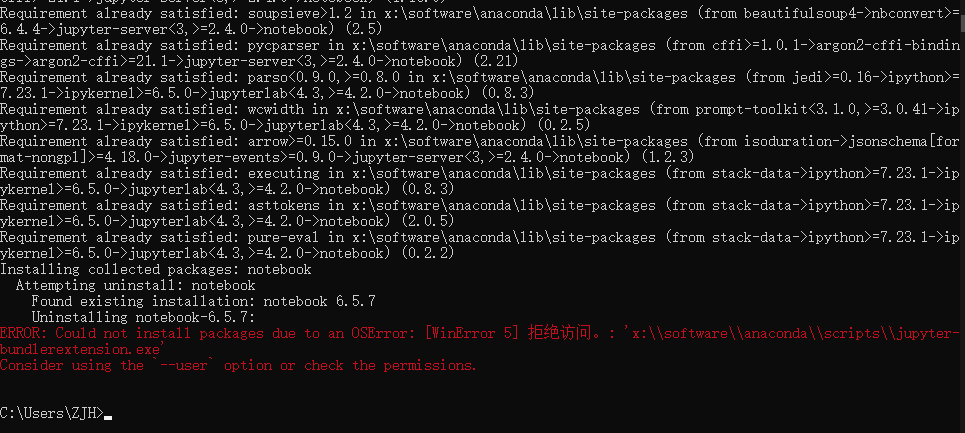 Requirement already satisfied: soupsieve>1.2 in x:\software\anaconda\lib\site-packages (from beautifulsoup4->nbconvert>=
6.4.4->jupyter-server<3,>=2.4.0->notebook) (2.5)
Requirement already satisfied: pycparser in x:\software\anaconda\lib\site-packages (from cffi>=1.0.1->argon2-cffi-bindin
gs->argon2-cffi>=21.1->jupyter-server<3,>=2.4.0->notebook) (2.21)
Requirement already satisfied: parso<0.9.0,>=0.8.0 in x:\software\anaconda\lib\site-packages (from jedi>=0.16->ipython>=
7.23.1->ipykernel>=6.5.0->jupyterlab<4.3,>=4.2.0->notebook) (0.8.3)
Requirement already satisfied: wcwidth in x:\software\anaconda\lib\site-packages (from prompt-toolkit<3.1.0,>=3.0.41->ip
ython>=7.23.1->ipykernel>=6.5.0->jupyterlab<4.3,>=4.2.0->notebook) (0.2.5)
Requirement already satisfied: arrow>=0.15.0 in x:\software\anaconda\lib\site-packages (from isoduration->jsonschema[for
mat-nongpl]>=4.18.0->jupyter-events>=0.9.0->jupyter-server<3,>=2.4.0->notebook) (1.2.3)
Requirement already satisfied: executing in x:\software\anaconda\lib\site-packages (from stack-data->ipython>=7.23.1->ip
ykernel>=6.5.0->jupyterlab<4.3,>=4.2.0->notebook) (0.8.3)
Requirement already satisfied: asttokens in x:\software\anaconda\lib\site-packages (from stack-data->ipython>=7.23.1->ip
ykernel>=6.5.0->jupyterlab<4.3,>=4.2.0->notebook) (2.0.5)
Requirement already satisfied: pure-eval in x:\software\anaconda\lib\site-packages (from stack-data->ipython>=7.23.1->ip
ykernel>=6.5.0->jupyterlab<4.3,>=4.2.0->notebook) (0.2.2)
Installing collected packages: notebook
  Attempting uninstall: notebook
    Found existing installation: notebook 6.5.7
    Uninstalling notebook-6.5.7:
ERROR: Could not install packages due to an OSError: [WinError 5] 拒绝访问。: 'x:\\software\\anaconda\\scripts\\jupyter-
bundlerextension.exe'
Consider using the `--user` option or check the permissions.
C:\Users\ZJH>